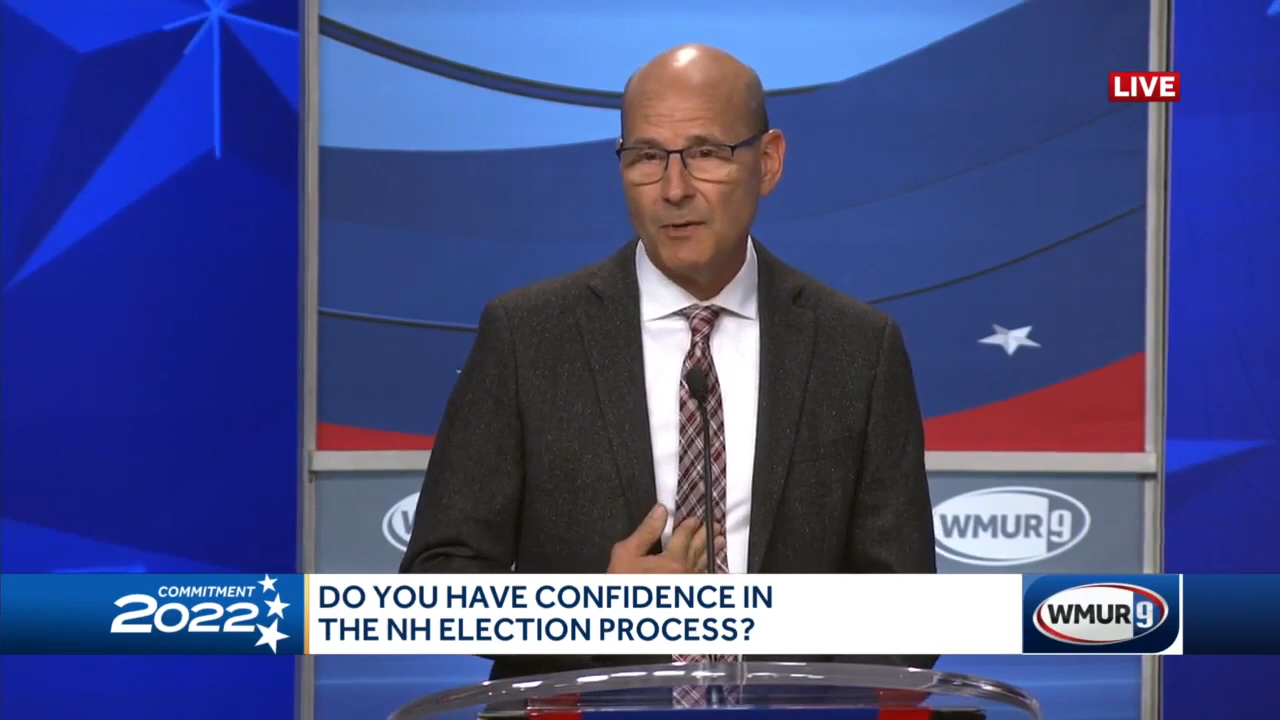 LIVE
WMUR9
COMMITMENT
2022
DO YOU HAVE CONFIDENCE IN
THE NH ELECTION PROCESS?
WMUR9